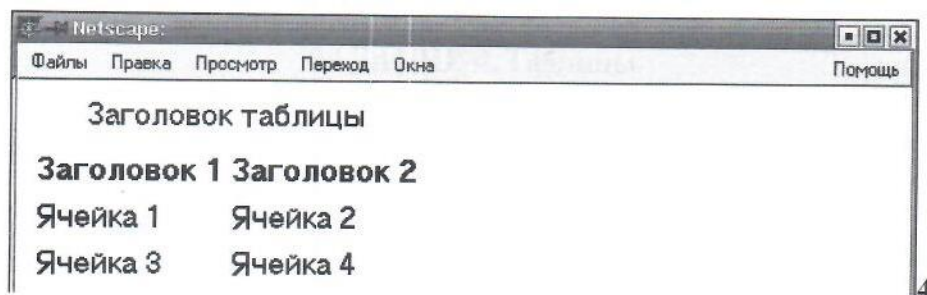 Netscape:
Файлы Правка Просмотр Переход Окна Помощь
Заголовок таблицы
Заголовок 1 Заголовок 2
Ячейка 1 Ячейка 2
Ячейка 3 Ячейка 4